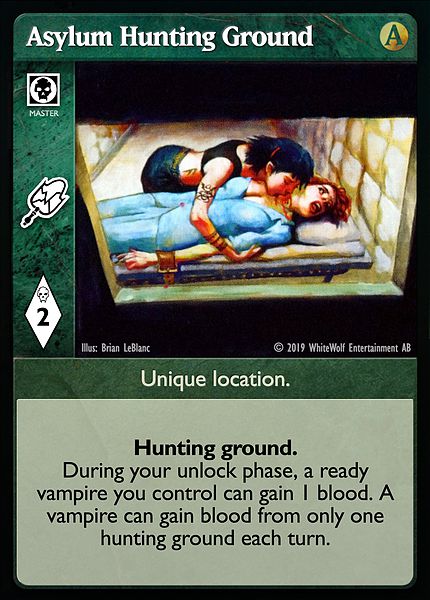 Asylum Hunting Ground
A
MASTER
2
Illus: Brian LeBlanc
© 2019 WhiteWolf Entertainment AB
Unique location.
Hunting ground.
During your unlock phase, a ready
vampire you control can gain 1 blood. A
vampire can gain blood from only one
hunting ground each turn.